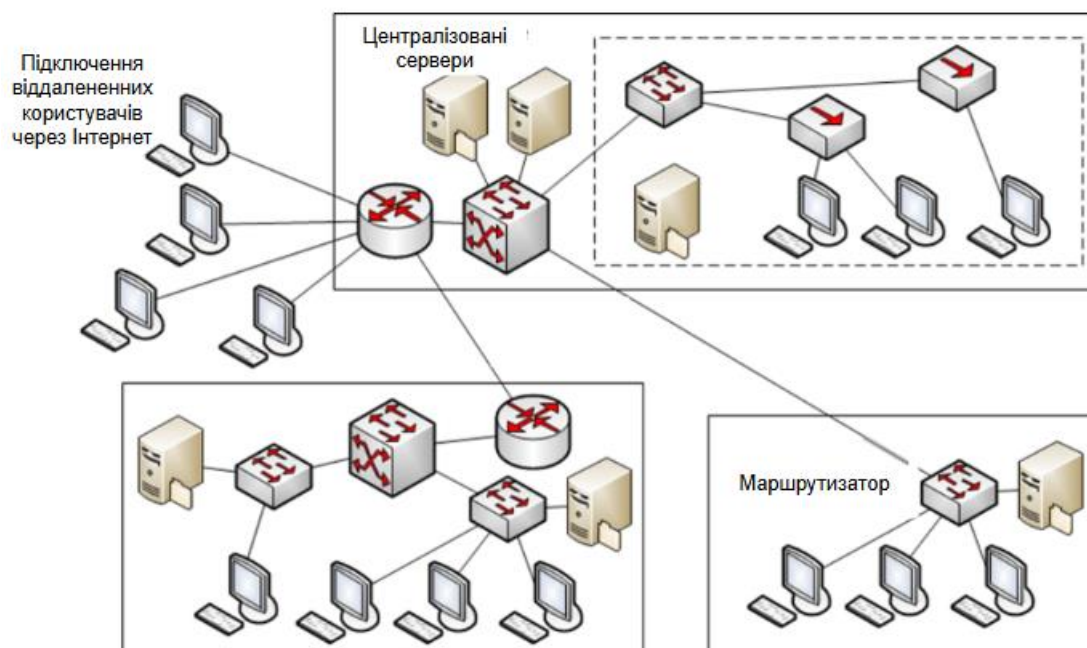 Підключення
віддалененних
користувачів
через Інтернет
Централізовані
сервери
Маршрутизатор